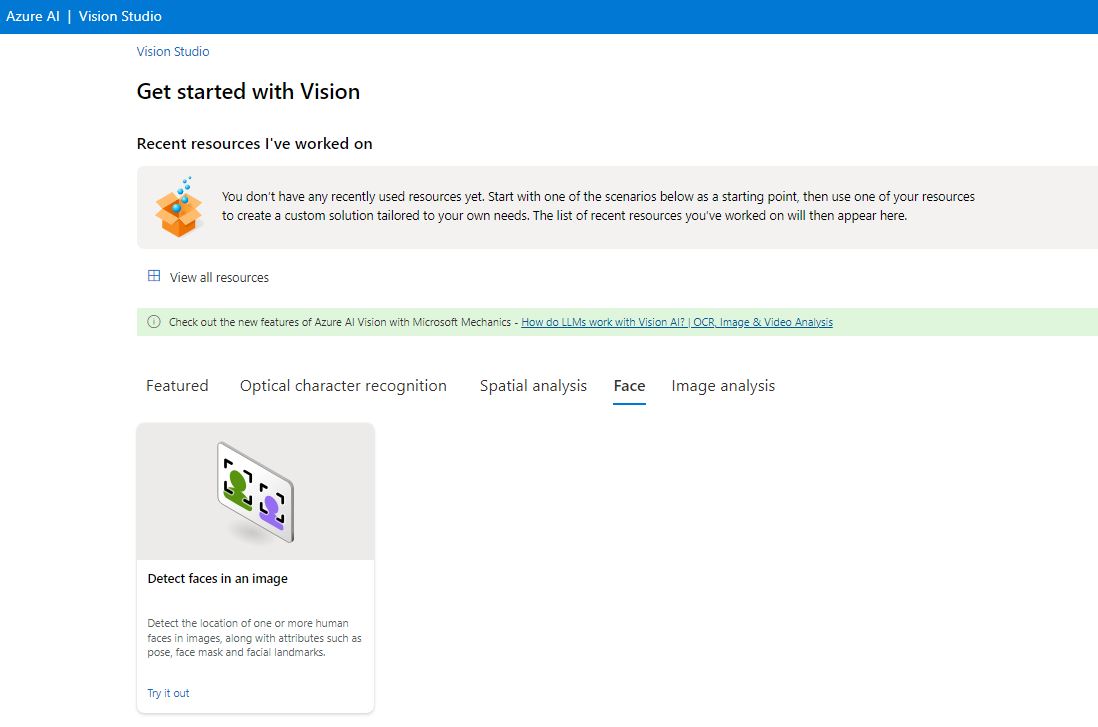 Azure AI | Vision Studio
Vision Studio
Get started with Vision
Recent resources I've worked on
You don't have any recently used resources yet. Start with one of the scenarios below as a starting point, then use one of your resources
to create a custom solution tailored to your own needs. The list of recent resources you've worked on will then appear here.
View all resources
Check out the new features of Azure AI Vision with Microsoft Mechanics - How do LLMs work with Vision AI? | OCR, Image & Video Analysis
Featured Optical character recognition Spatial analysis Face Image analysis
Detect faces in an image
Detect the location of one or more human
faces in images, along with attributes such as
pose, face mask and facial landmarks.
Try it out